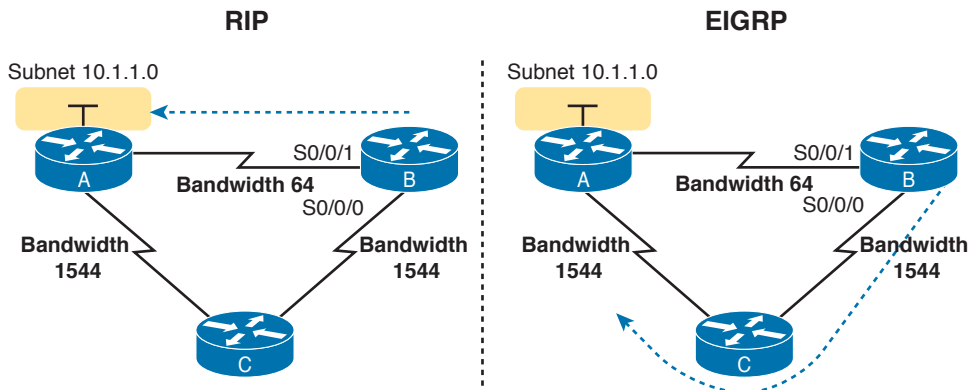 RIP
Subnet 10.1.1.0
S0/0/1
A
Bandwidth 64
B
S0/0/0
Bandwidth
1544
Bandwidth
1544
C
EIGRP
Subnet 10.1.1.0
S0/0/1
A
Bandwidth 64
B
S0/0/0
Bandwidth
1544
Bandwidth
1544
C